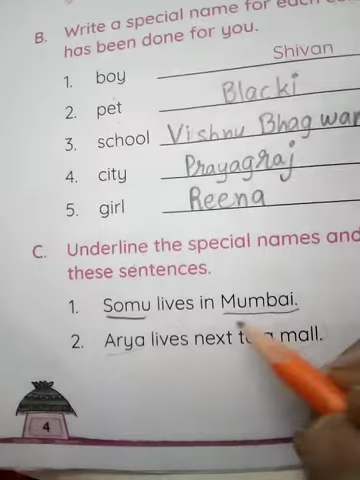 B. Write a special name for each
has been done for you.
1. boy Shivan
2. pet Blacki
3. school Vishnu Bhagwan
4. city Prayagraj
5. girl Reena
C. Underline the special names and
these sentences.
1. Somu lives in Mumbai.
2. Arya lives next to a mall.
4